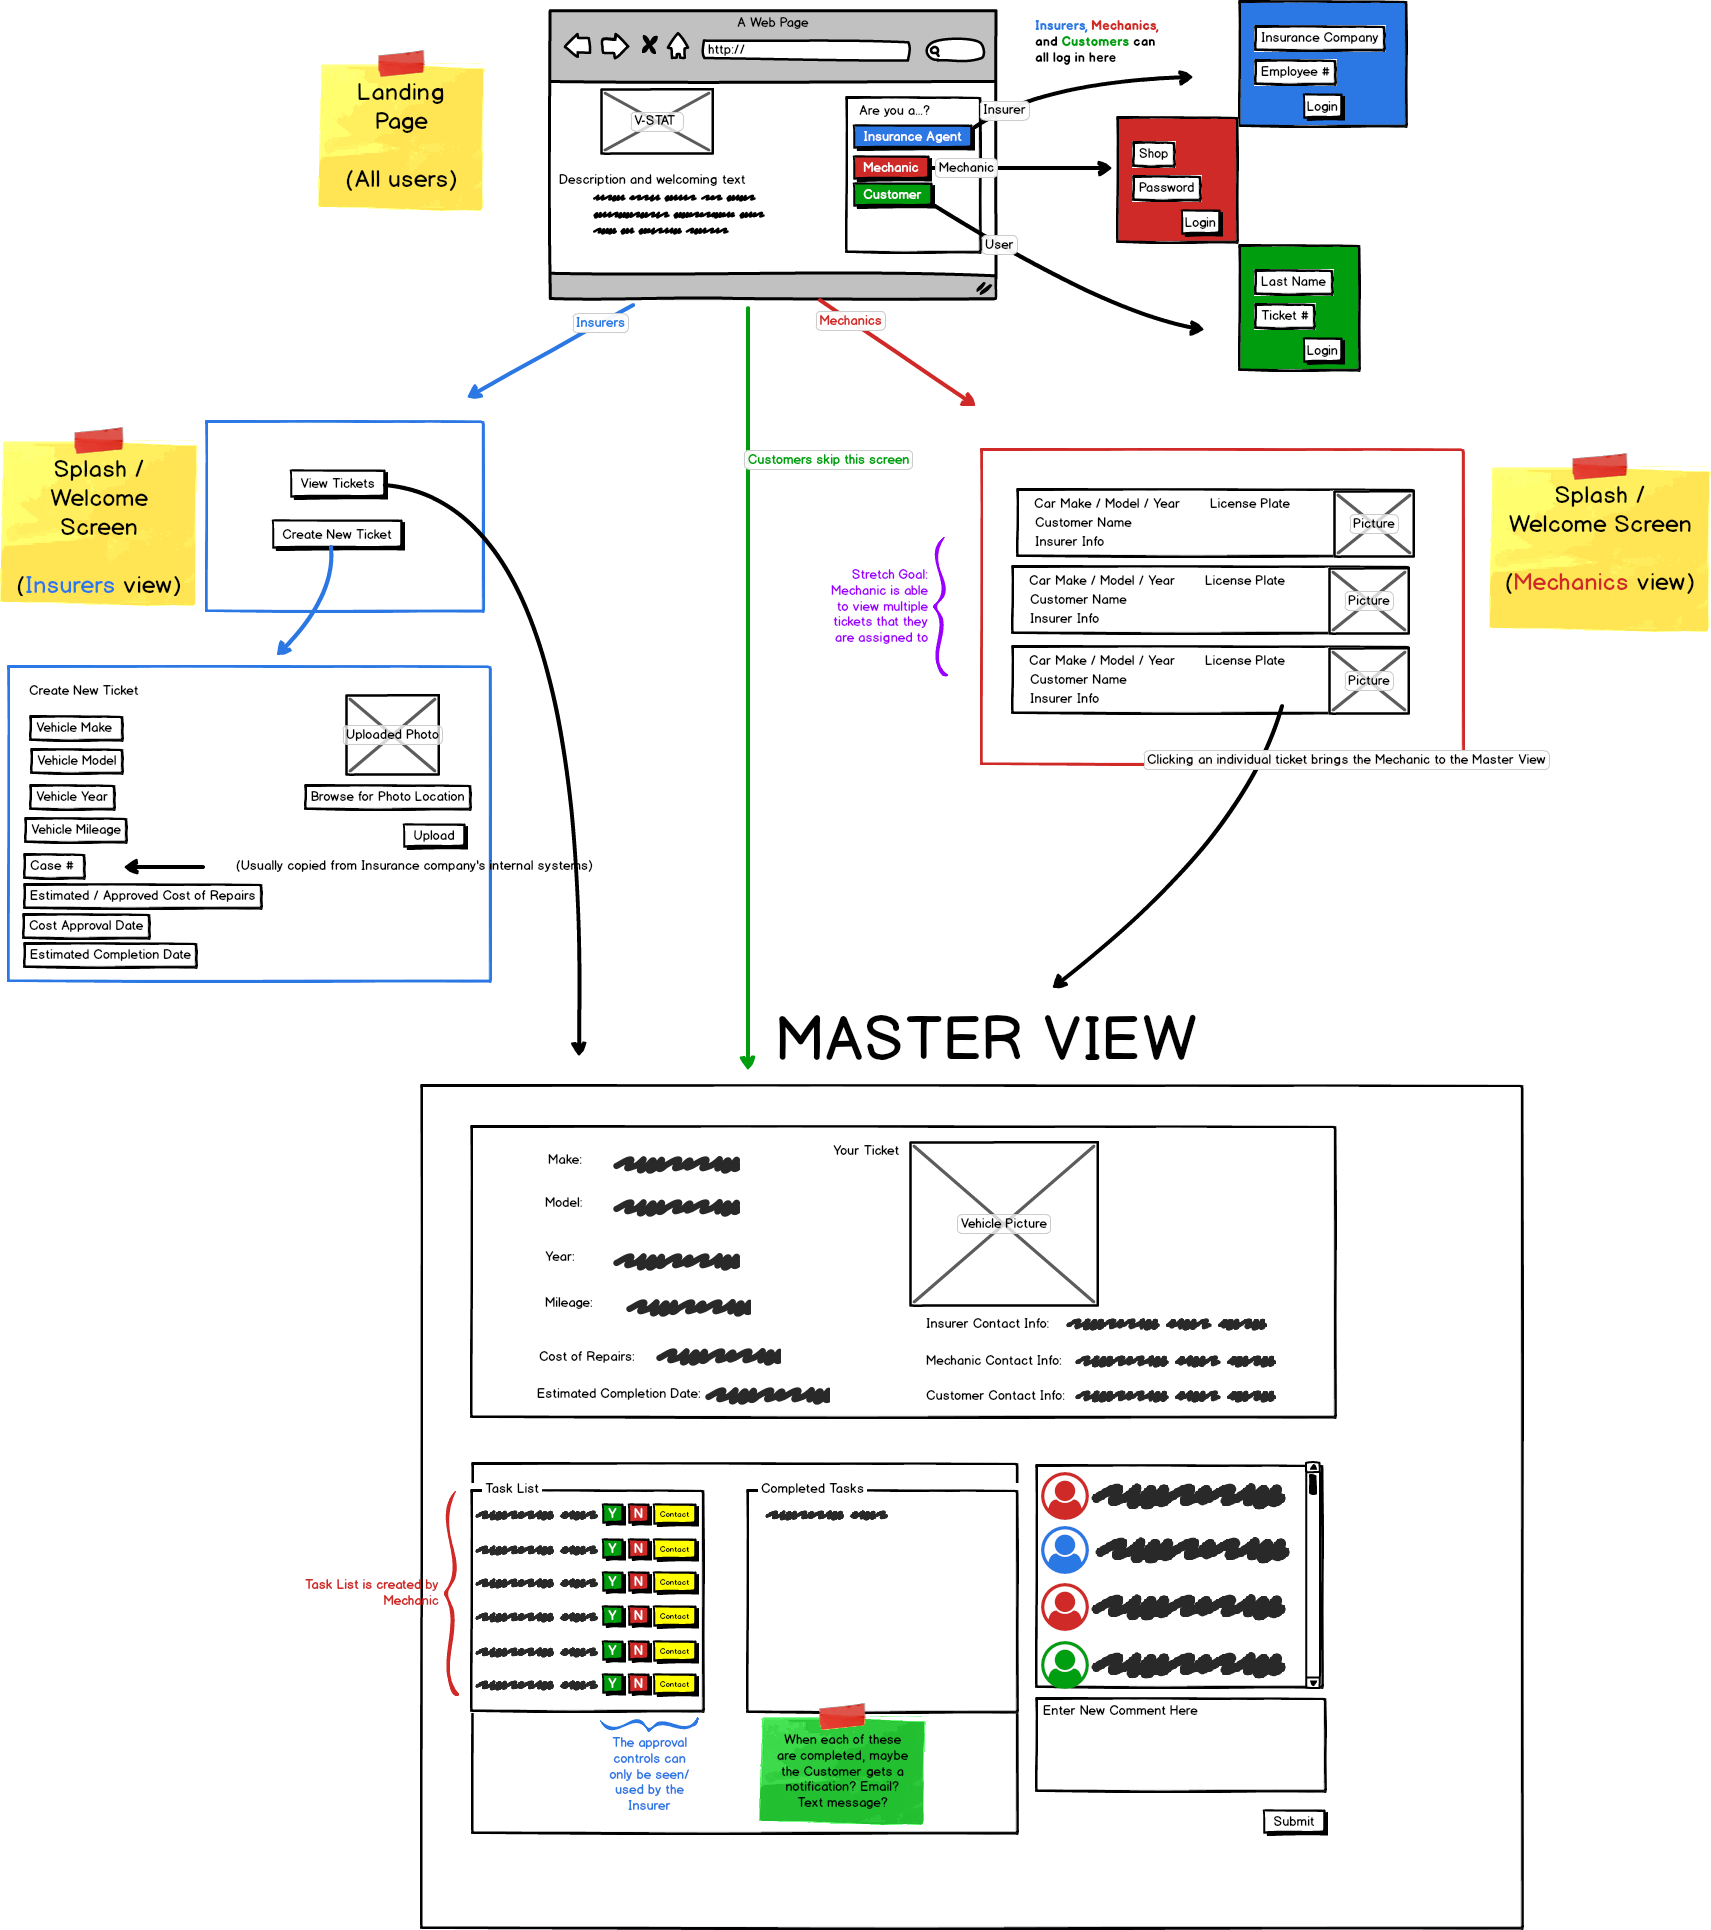 A Web Page
http://
Landing
Page
(All users)
V-STAT
Description and welcoming text
Are you a...?
Insurance Agent
Mechanic
Customer
Insurer
Mechanic
User
Insurers, Mechanics,
and Customers can
all log in here
Insurance Company
Employee #
Login
Shop
Password
Login
Last Name
Ticket #
Login
Insurers
Mechanics
Customers skip this screen
Splash /
Welcome
Screen
(Insurers view)
View Tickets
Create New Ticket
Stretch Goal:
Mechanic is able
to view multiple
tickets that they
are assigned to
Car Make / Model / Year License Plate
Customer Name
Insurer Info
Picture
Car Make / Model / Year License Plate
Customer Name
Insurer Info
Picture
Car Make / Model / Year License Plate
Customer Name
Insurer Info
Picture
Splash /
Welcome Screen
(Mechanics view)
Clicking an individual ticket brings the Mechanic to the Master View
Create New Ticket
Vehicle Make
Vehicle Model
Vehicle Year
Vehicle Mileage
Case #
(Usually copied from Insurance company's internal systems)
Estimated / Approved Cost of Repairs
Cost Approval Date
Estimated Completion Date
Uploaded Photo
Browse for Photo Location
Upload
MASTER VIEW
Your Ticket
Make:
Model:
Year:
Mileage:
Cost of Repairs:
Estimated Completion Date:
Vehicle Picture
Insurer Contact Info:
Mechanic Contact Info:
Customer Contact Info:
Task List is created by
Mechanic
Task List
Y N Contact
Y N Contact
Y N Contact
Y N Contact
Y N Contact
Y N Contact
The approval
controls can
only be seen/
used by the
Insurer
Completed Tasks
When each of these
are completed, maybe
the Customer gets a
notification? Email?
Text message?
Enter New Comment Here
Submit